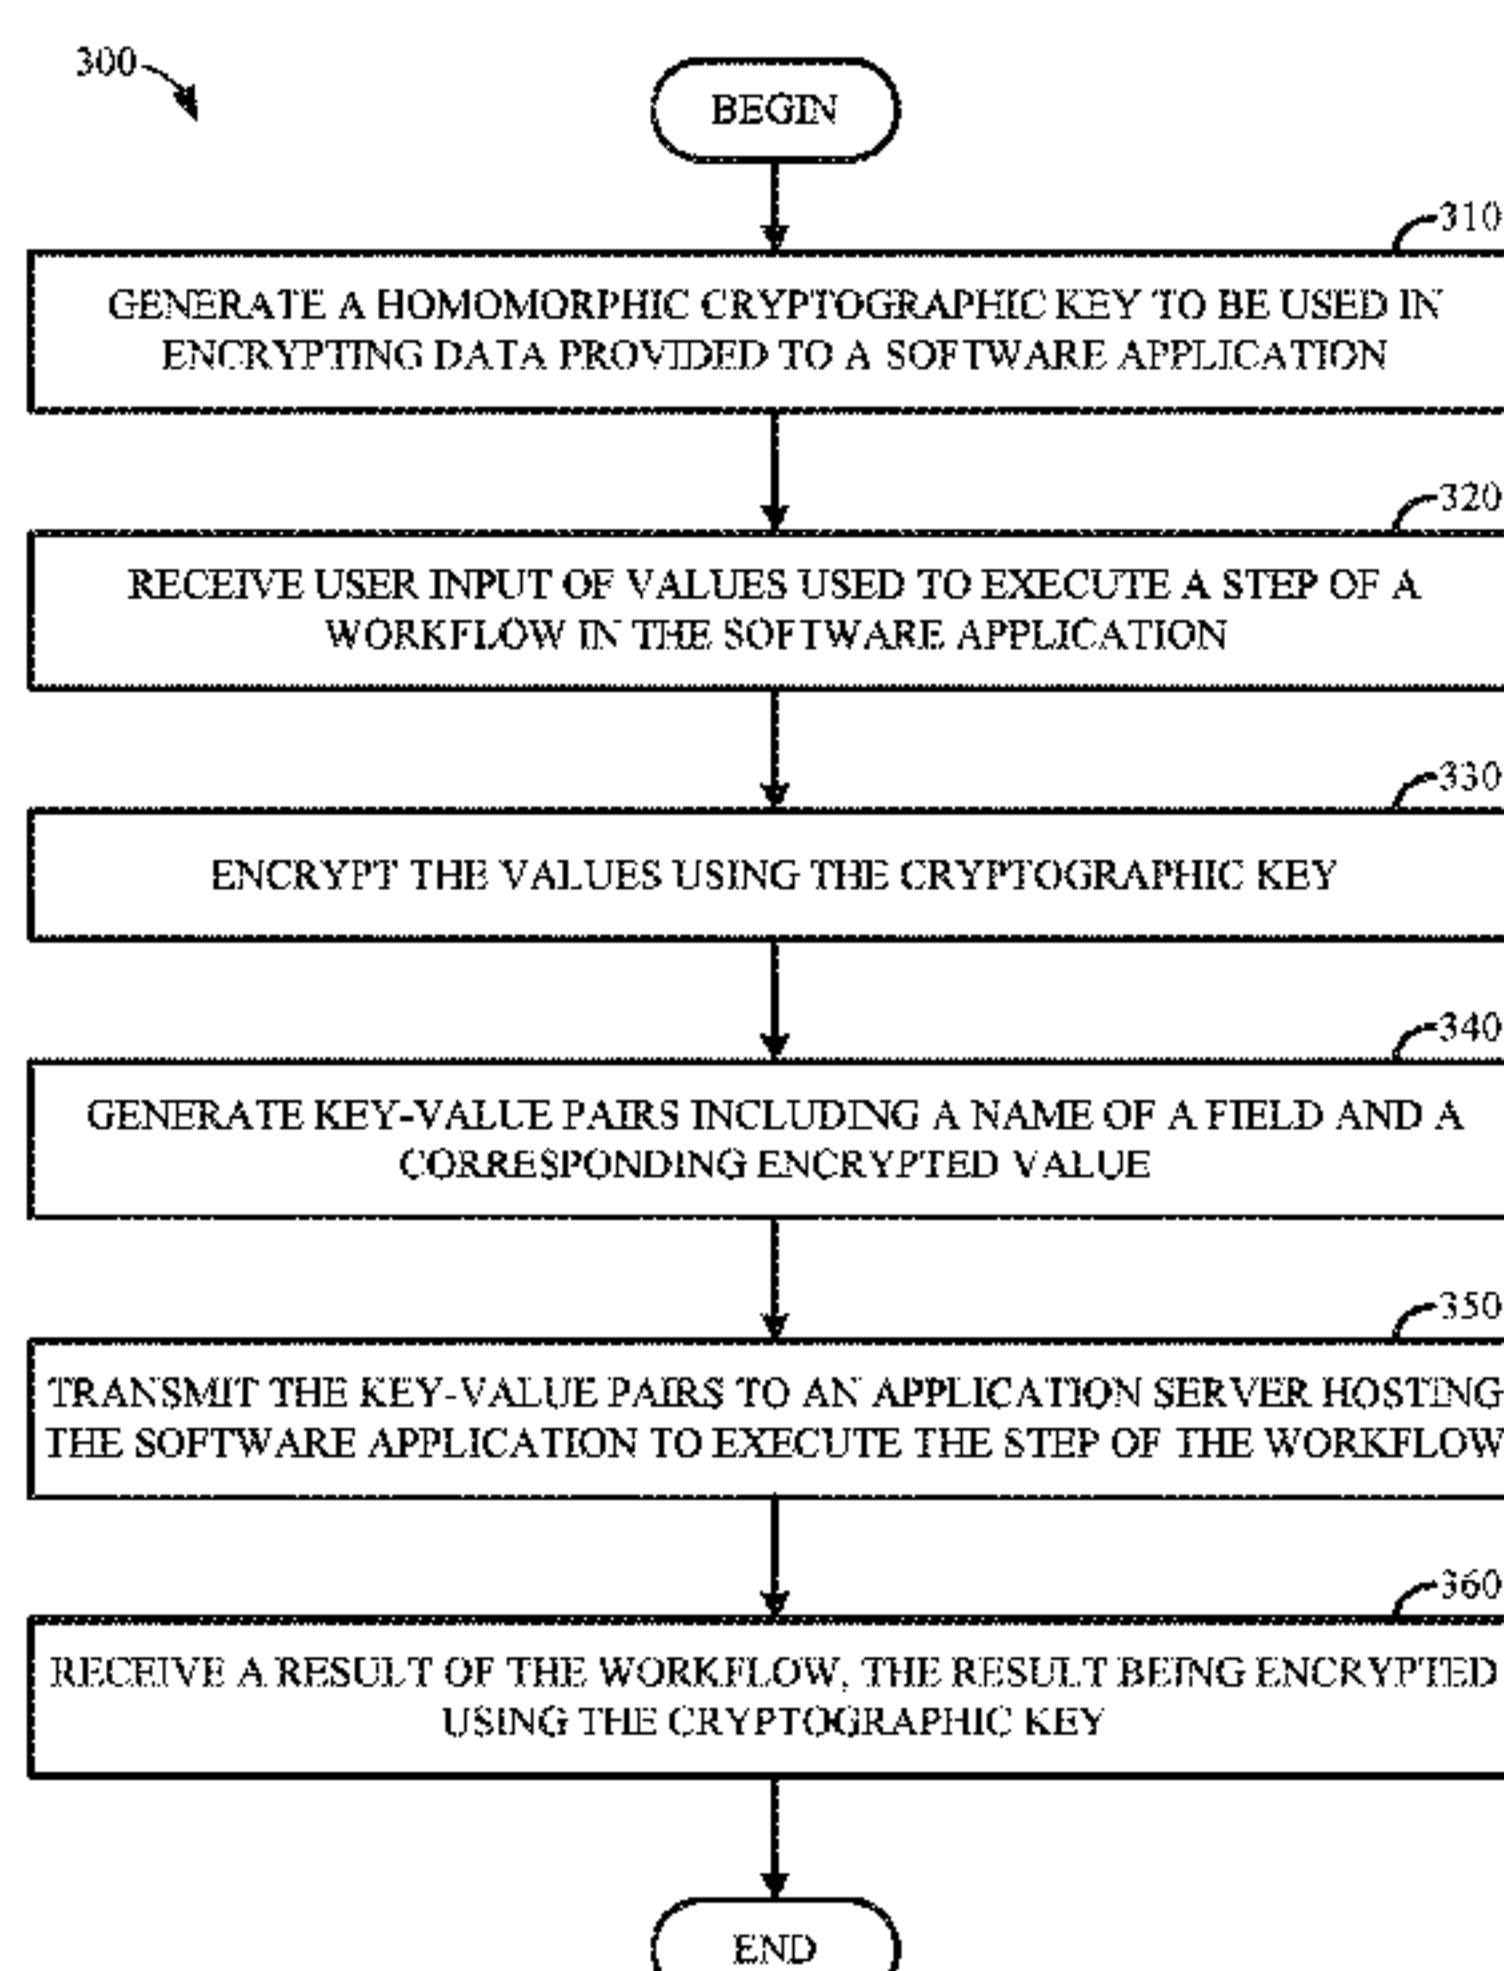 300
BEGIN
310
GENERATE A HOMOMORPHIC CRYPTOGRAPHIC KEY TO BE USED IN
ENCRYPTING DATA PROVIDED TO A SOFTWARE APPLICATION
320
RECEIVE USER INPUT OF VALUES USED TO EXECUTE A STEP OF A
WORKFLOW IN THE SOFTWARE APPLICATION
330
ENCRYPT THE VALUES USING THE CRYPTOGRAPHIC KEY
340
GENERATE KEY-VALUE PAIRS INCLUDING A NAME OF A FIELD AND A
CORRESPONDING ENCRYPTED VALUE
350
TRANSMIT THE KEY-VALUE PAIRS TO AN APPLICATION SERVER HOSTING
THE SOFTWARE APPLICATION TO EXECUTE THE STEP OF THE WORKFLOW
360
RECEIVE A RESULT OF THE WORKFLOW, THE RESULT BEING ENCRYPTED
USING THE CRYPTOGRAPHIC KEY
END